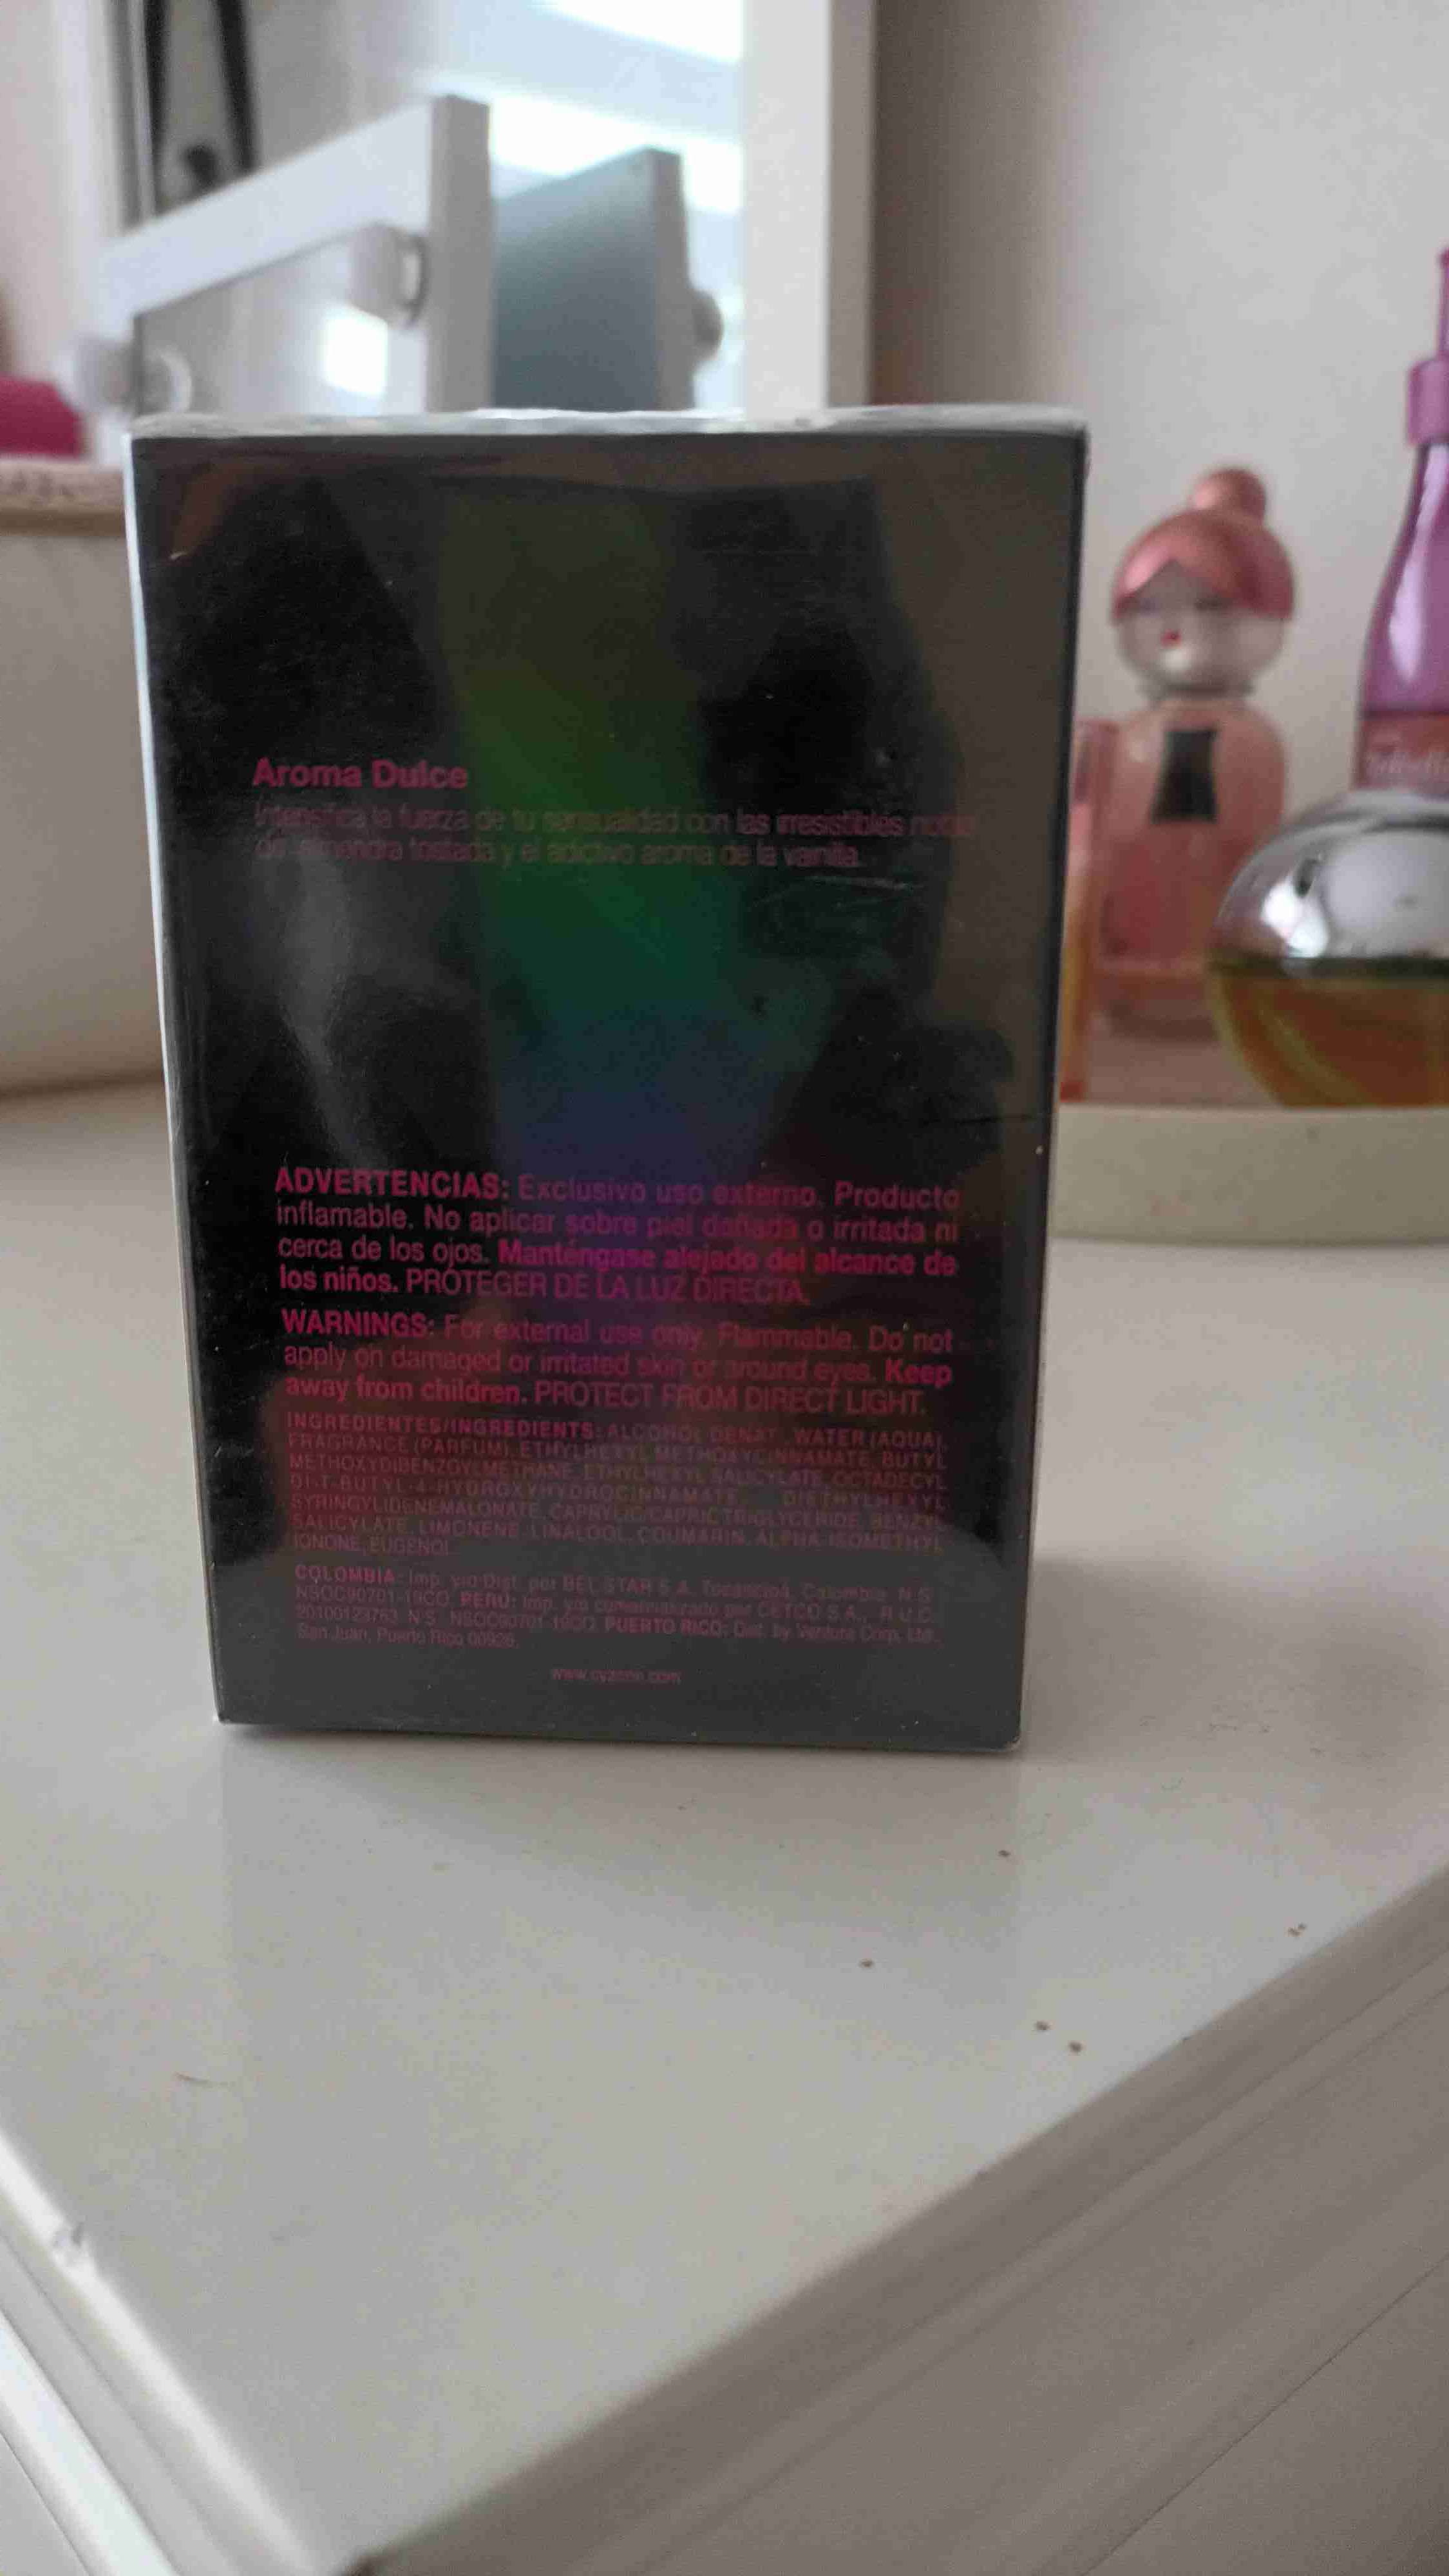 Aroma Dulce
Intensifica la fuerza de tu sensualidad con las irresistibles notas
de almendra tostada y el adictivo aroma de la vainilla.
ADVERTENCIAS: Exclusivo uso externo. Producto
inflamable. No aplicar sobre piel dañada o irritada ni
cerca de los ojos. Manténgase alejado del alcance de
los niños. PROTEGER DE LA LUZ DIRECTA.
WARNINGS: For external use only. Flammable. Do not
apply on damaged or irritated skin or around eyes. Keep
away from children. PROTECT FROM DIRECT LIGHT.
INGREDIENTES/INGREDIENTS: ALCOHOL DENAT., WATER (AQUA),
FRAGRANCE (PARFUM), ETHYLHEXYL METHOXYCINNAMATE, BUTYL
METHOXYDIBENZOYLMETHANE, ETHYLHEXYL SALICYLATE, OCTADECYL
DI-T-BUTYL-4-HYDROXYHYDROCINNAMATE, DIETHYLHEXYL
SYRINGYLIDENEMALONATE, CAPRYLIC/CAPRIC TRIGLYCERIDE, BENZYL
SALICYLATE, LIMONENE, LINALOOL, COUMARIN, ALPHA-ISOMETHYL
IONONE, EUGENOL.
COLOMBIA: Imp. y/o Dist. por BEL STAR S.A. Tocancipá, Colombia. N.S.
NSOC90701-19CO. PERÚ: Imp. y/o comercializado por CETCO S.A., R.U.C.
20100123763. N.S. NSOC90701-19CO. PUERTO RICO: Dist. by Ventura Corp. Ltd.
San Juan, Puerto Rico 00926.
www.cyzone.com